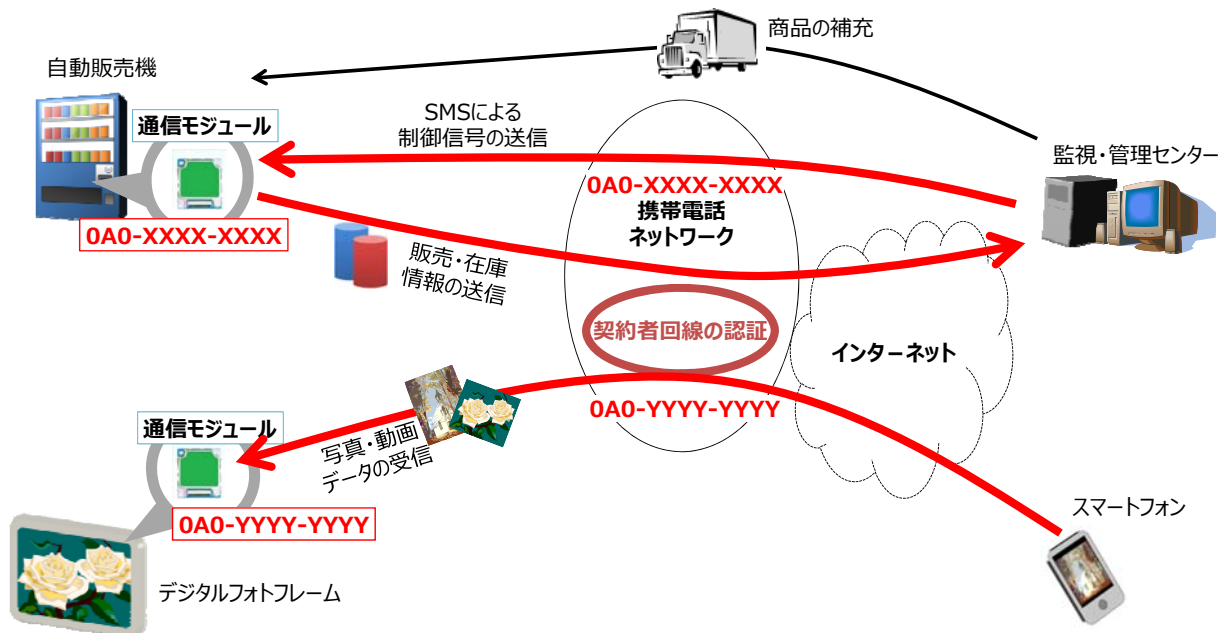 商品の補充
自動販売機
通信モジュール
SMSによる
制御信号の送信
監視・管理センター
0A0-XXXX-XXXX
携帯電話
ネットワーク
0A0-XXXX-XXXX
販売・在庫
情報の送信
契約者回線の認証
インターネット
0A0-YYYY-YYYY
通信モジュール
写真・動画
データの受信
0A0-YYYY-YYYY
スマートフォン
デジタルフォトフレーム